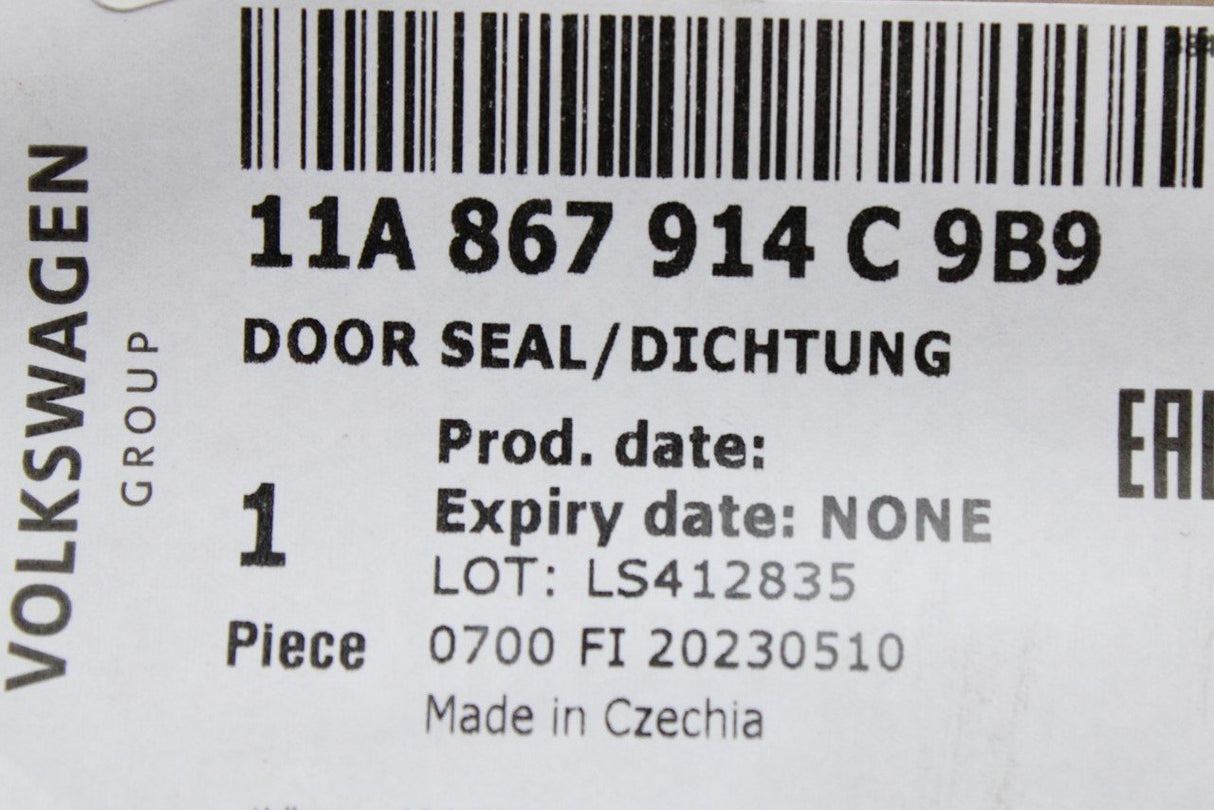 VOLKSWAGEN
GROUP
11A 867 914 C 9B9
DOOR SEAL/DICHTUNG
Prod. date:
Expiry date: NONE
1
LOT: LS412835
Piece
0700 FI 20230510
Made in Czechia